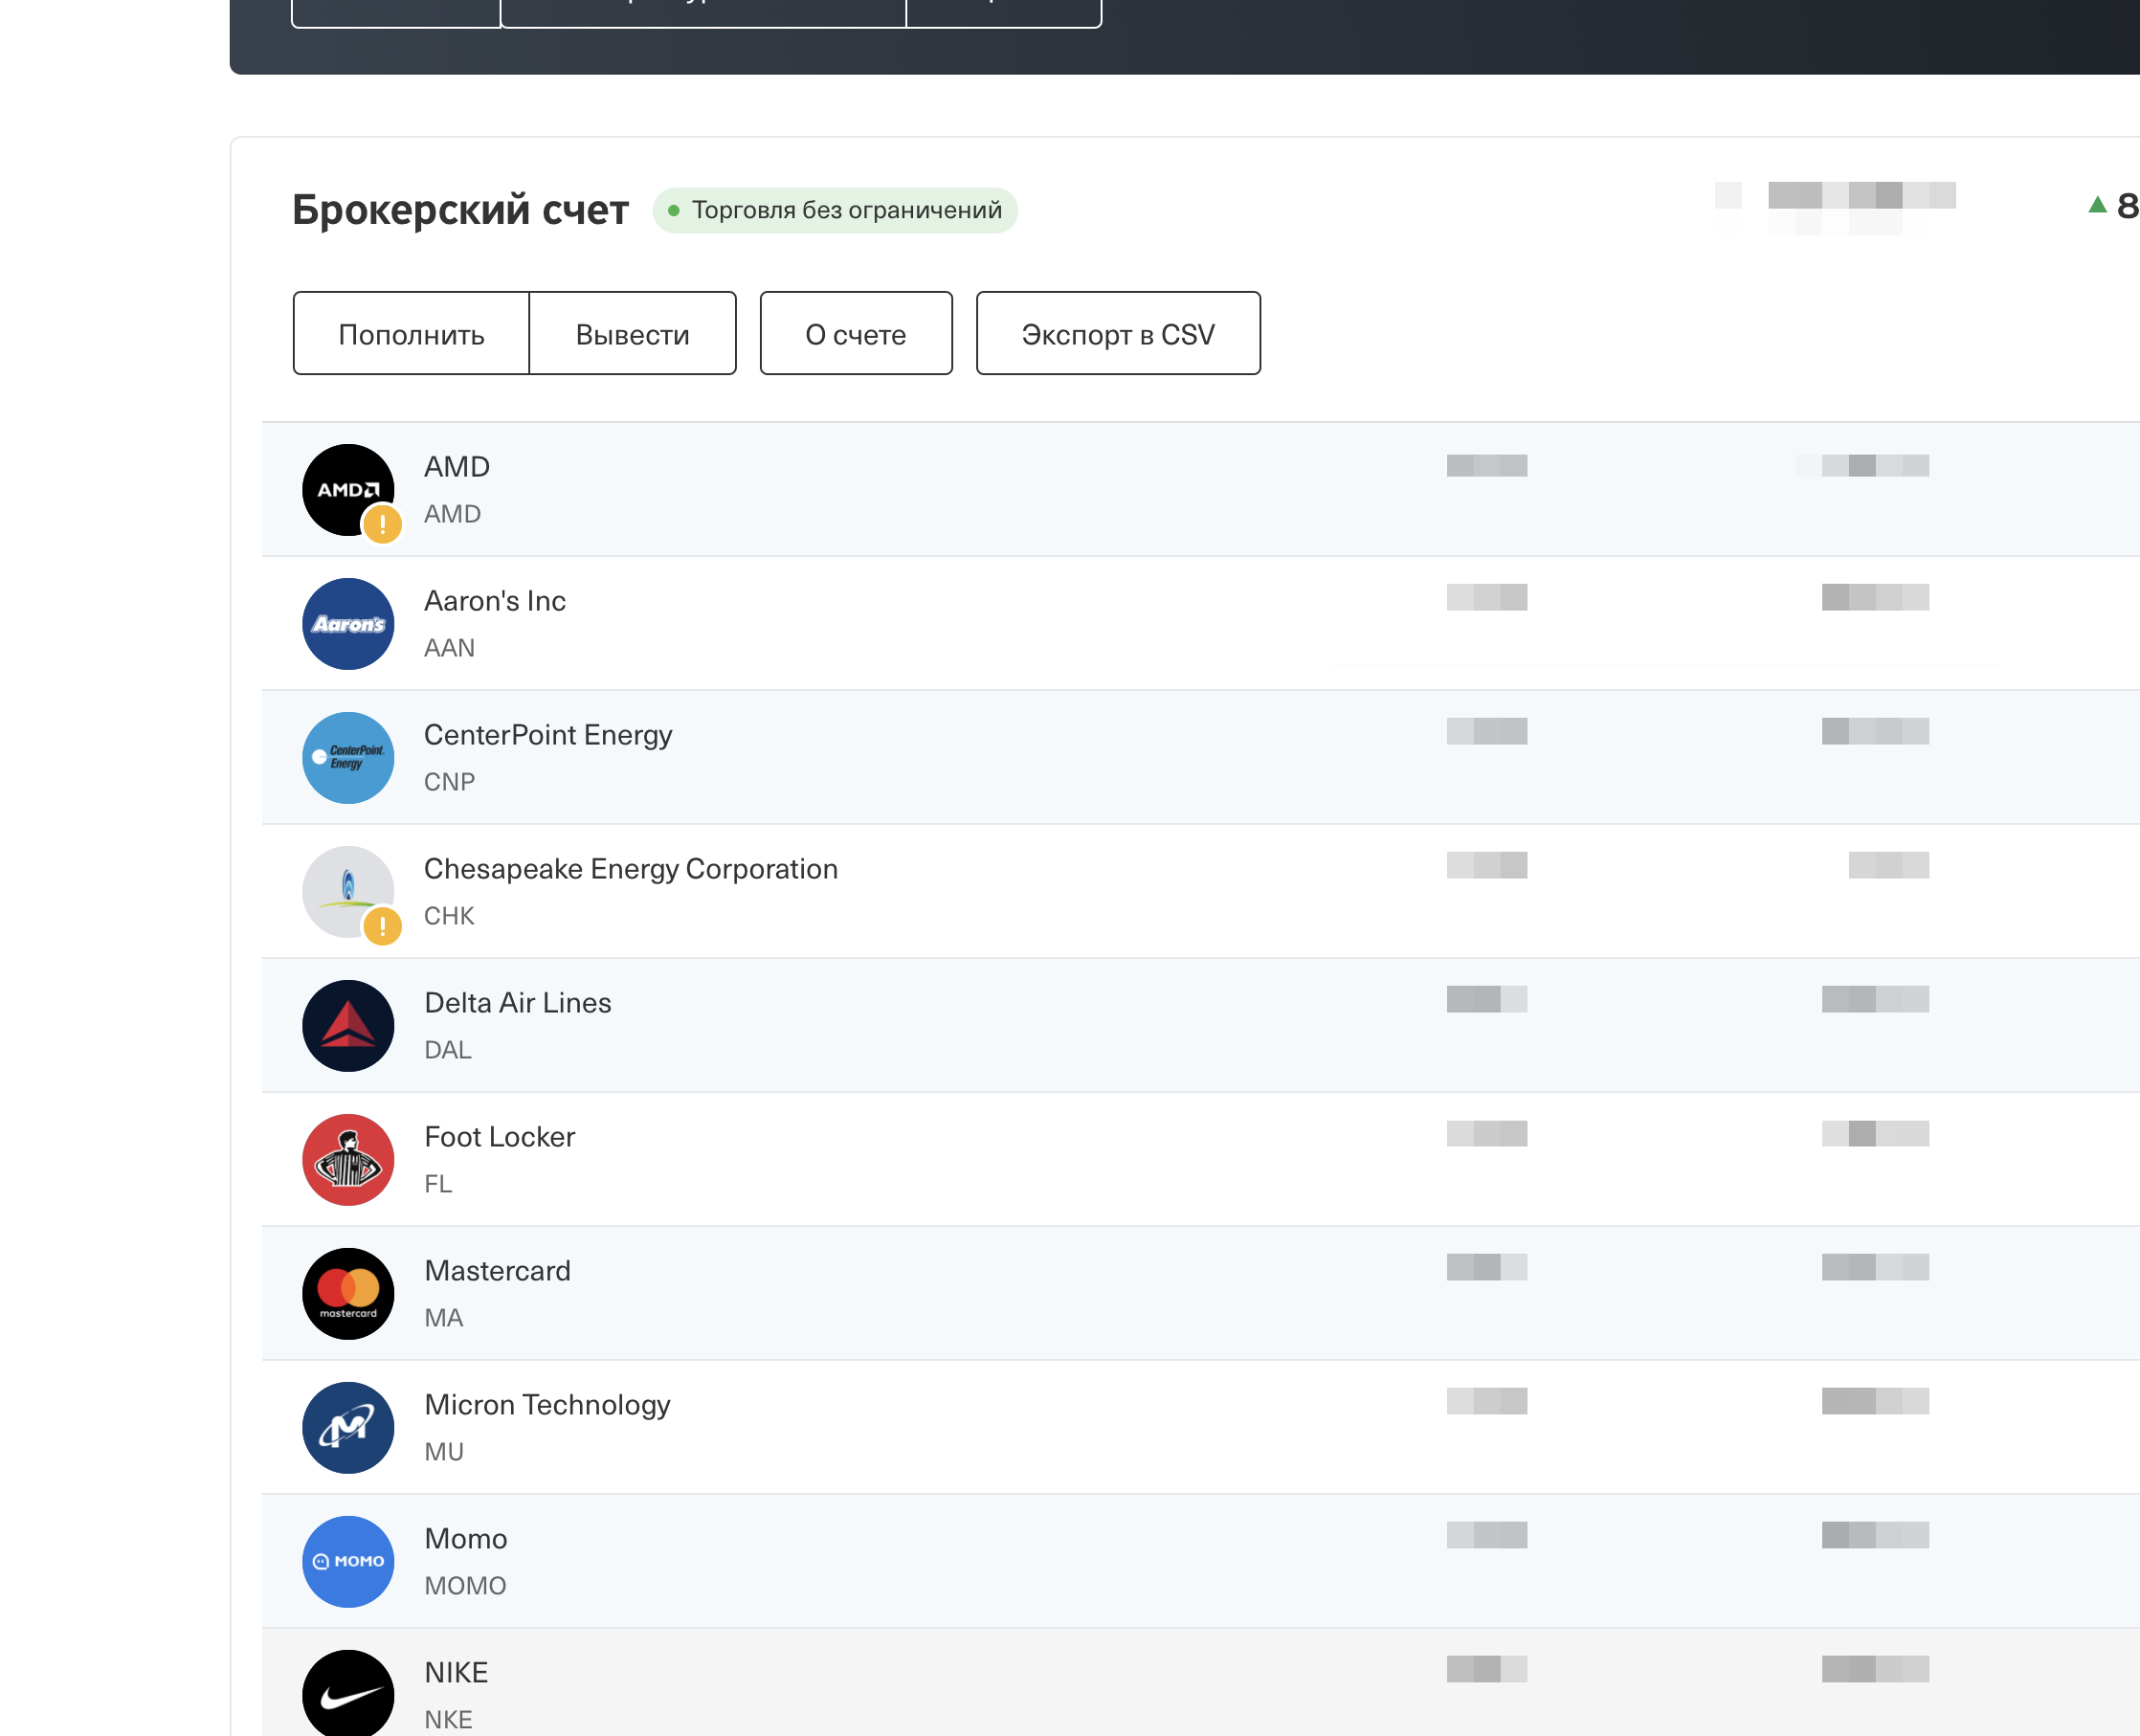 Брокерский счет
Торговля без ограничений
8
Пополнить
Вывести
О счете
Экспорт в CSV
AMD
AMD
AMD
Aaron's
Aaron's Inc
AAN
CenterPoint.
Energy
CenterPoint Energy
CNP
Chesapeake Energy Corporation
CHK
Delta Air Lines
DAL
Foot Locker
FL
mastercard
Mastercard
MA
Micron Technology
MU
MOMO
Momo
MOMO
NIKE
NKE